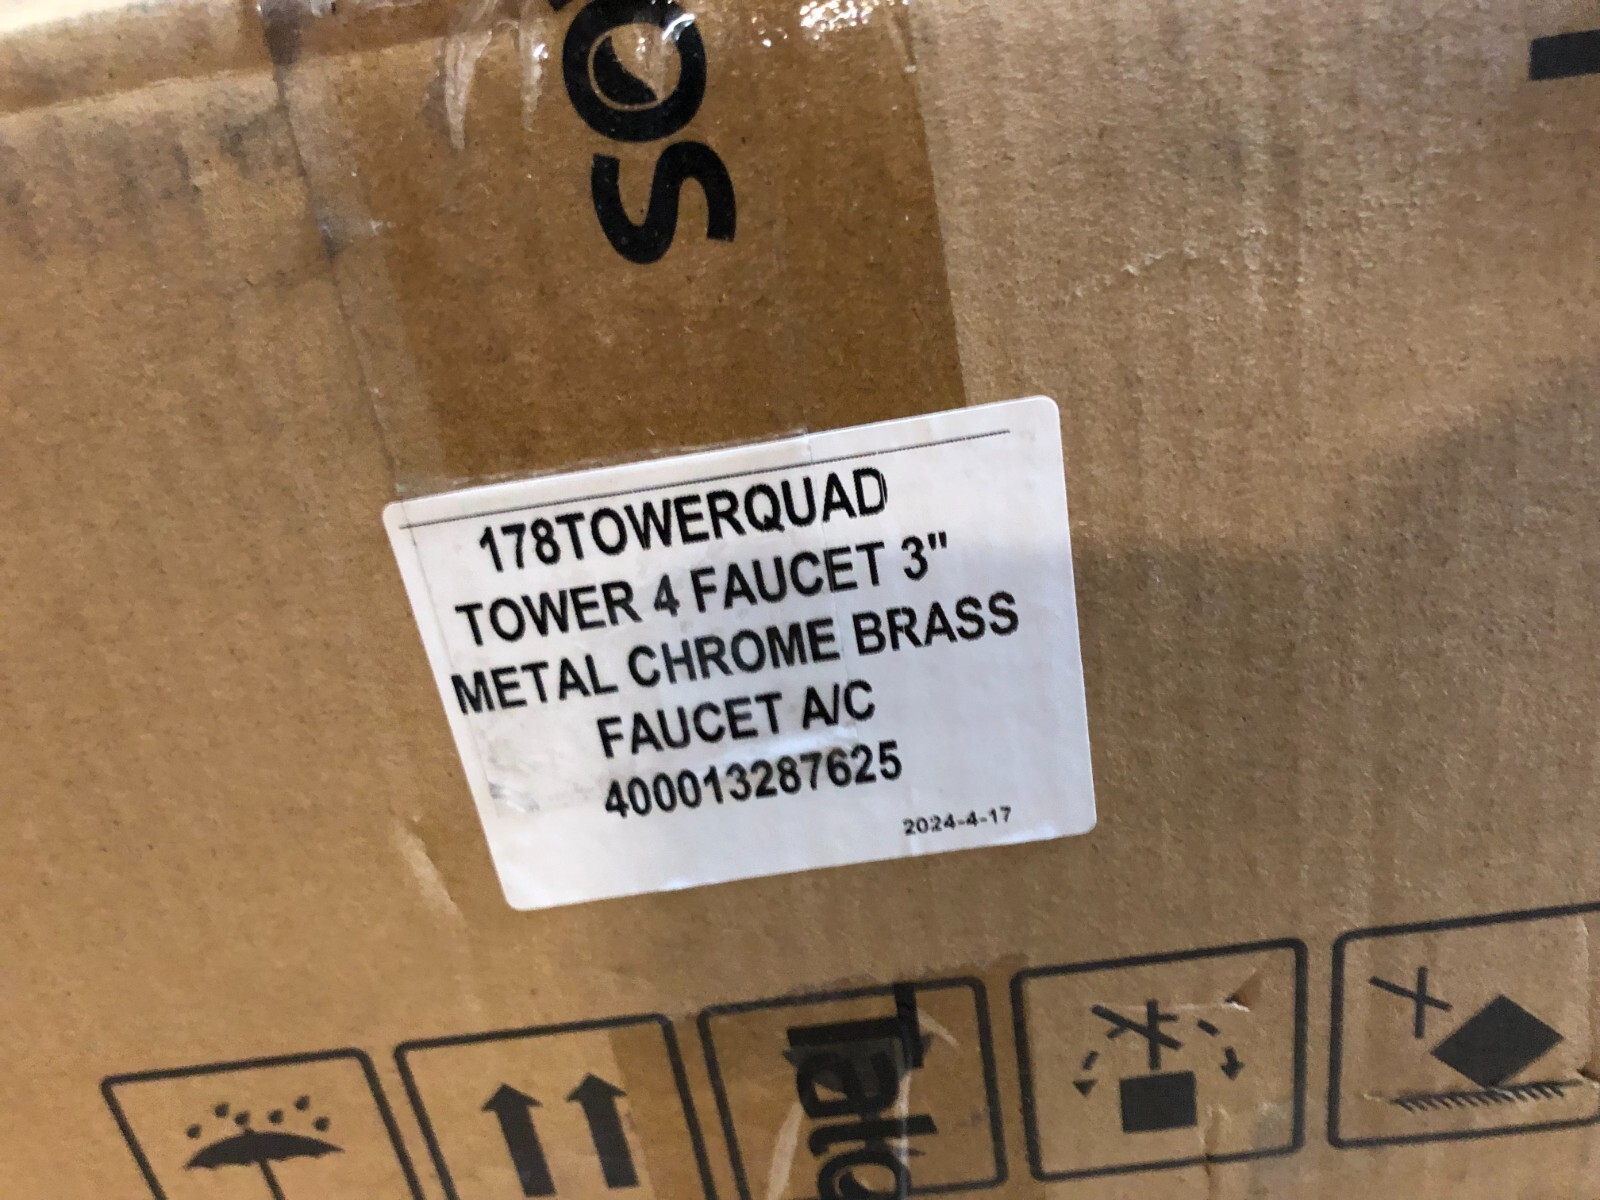 178TOWERQUAD
TOWER 4 FAUCET 3"
METAL CHROME BRASS
FAUCET A/C
400013287625
2024-4-17